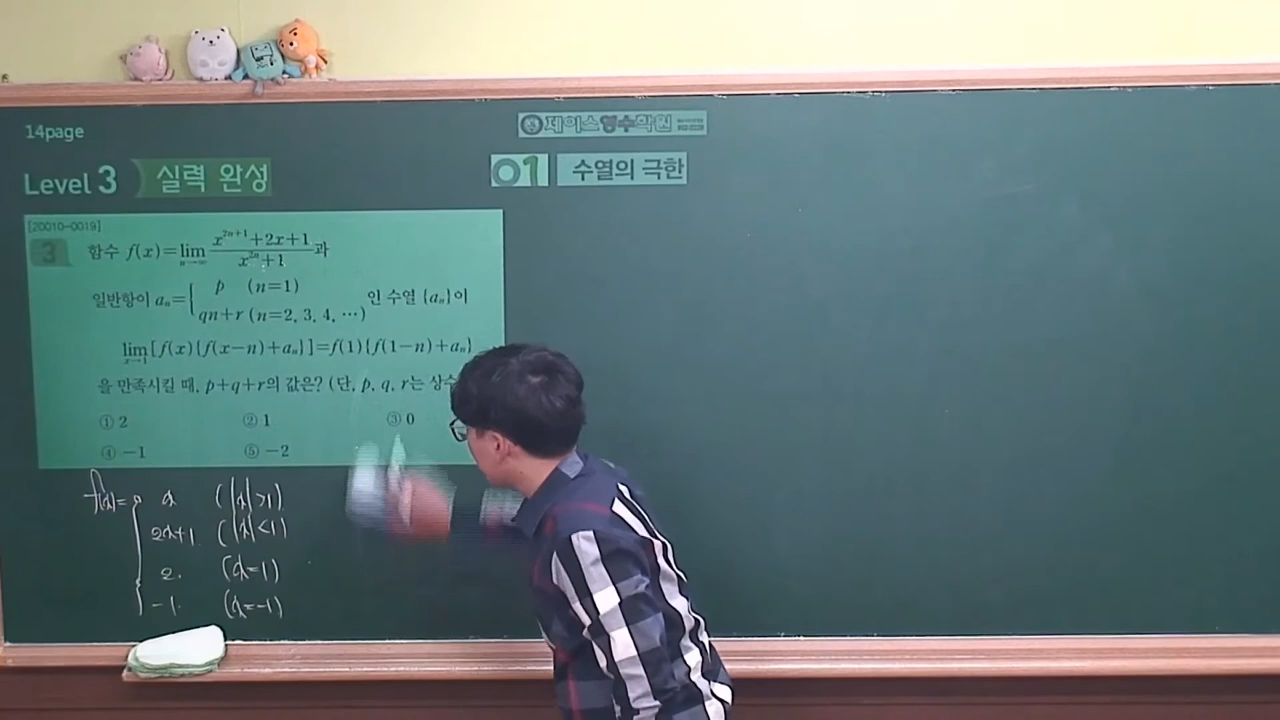 14page
제이스영수학원
Level 3 실력 완성
01 수열의 극한
[20010-0019]
3 함수 f(x)=lim_{n→∞} (x^{2n+1}+2x+1)/(x^{2n}+1)과
일반항이 a_n={ p (n=1)
qn+r (n=2, 3, 4, ⋯) 인 수열 {a_n}이
lim_{x→1}[f(x){f(x-n)+a_n}]=f(1){f(1-n)+a_n}
을 만족시킬 때, p+q+r의 값은? (단, p, q, r는 상수
① 2 ② 1 ③ 0
④ -1 ⑤ -2
f(x)= { x (|x|>1)
2x+1 (|x|<1)
2 (x=1)
-1 (x=-1)